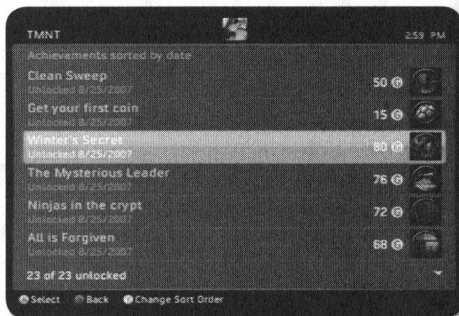 TMNT 2:59 PM
Achievements sorted by date
Clean Sweep 50 G
Unlocked 8/25/2007
Get your first coin 15 G
Unlocked 8/25/2007
Winter's Secret 80 G
Unlocked 8/25/2007
The Mysterious Leader 76 G
Unlocked 8/25/2007
Ninjas in the crypt 72 G
Unlocked 8/25/2007
All is Forgiven 68 G
Unlocked 8/25/2007
23 of 23 unlocked
A Select B Back Y Change Sort Order